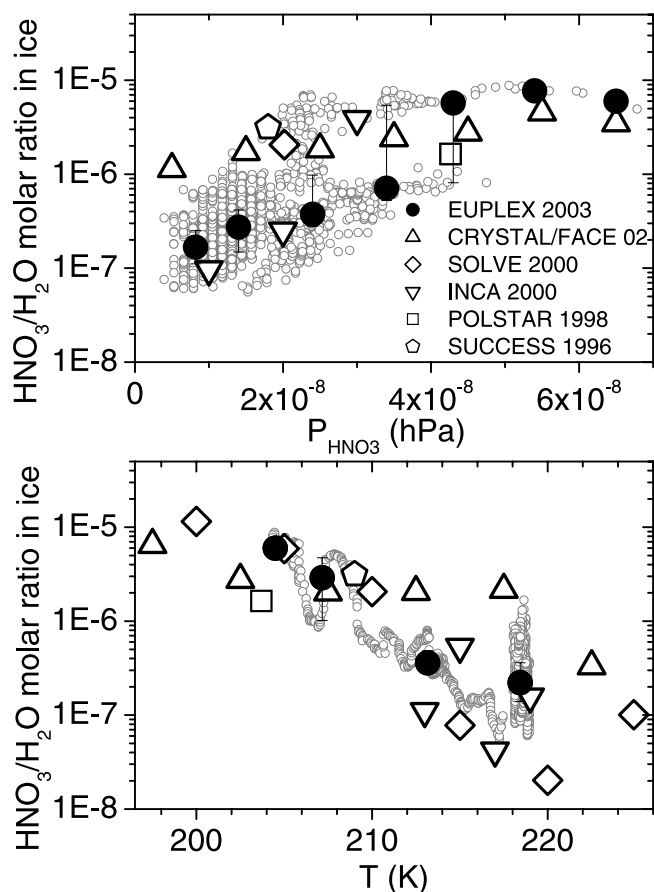 HNO3/H2O molar ratio in ice
1E-5
1E-6
1E-7
1E-8
EUPLEX 2003
CRYSTAL/FACE 02
SOLVE 2000
INCA 2000
POLSTAR 1998
SUCCESS 1996
0 2x10-8 4x10-8 6x10-8
PHNO3 (hPa)
HNO3/H2O molar ratio in ice
1E-5
1E-6
1E-7
1E-8
200 210 220
T (K)